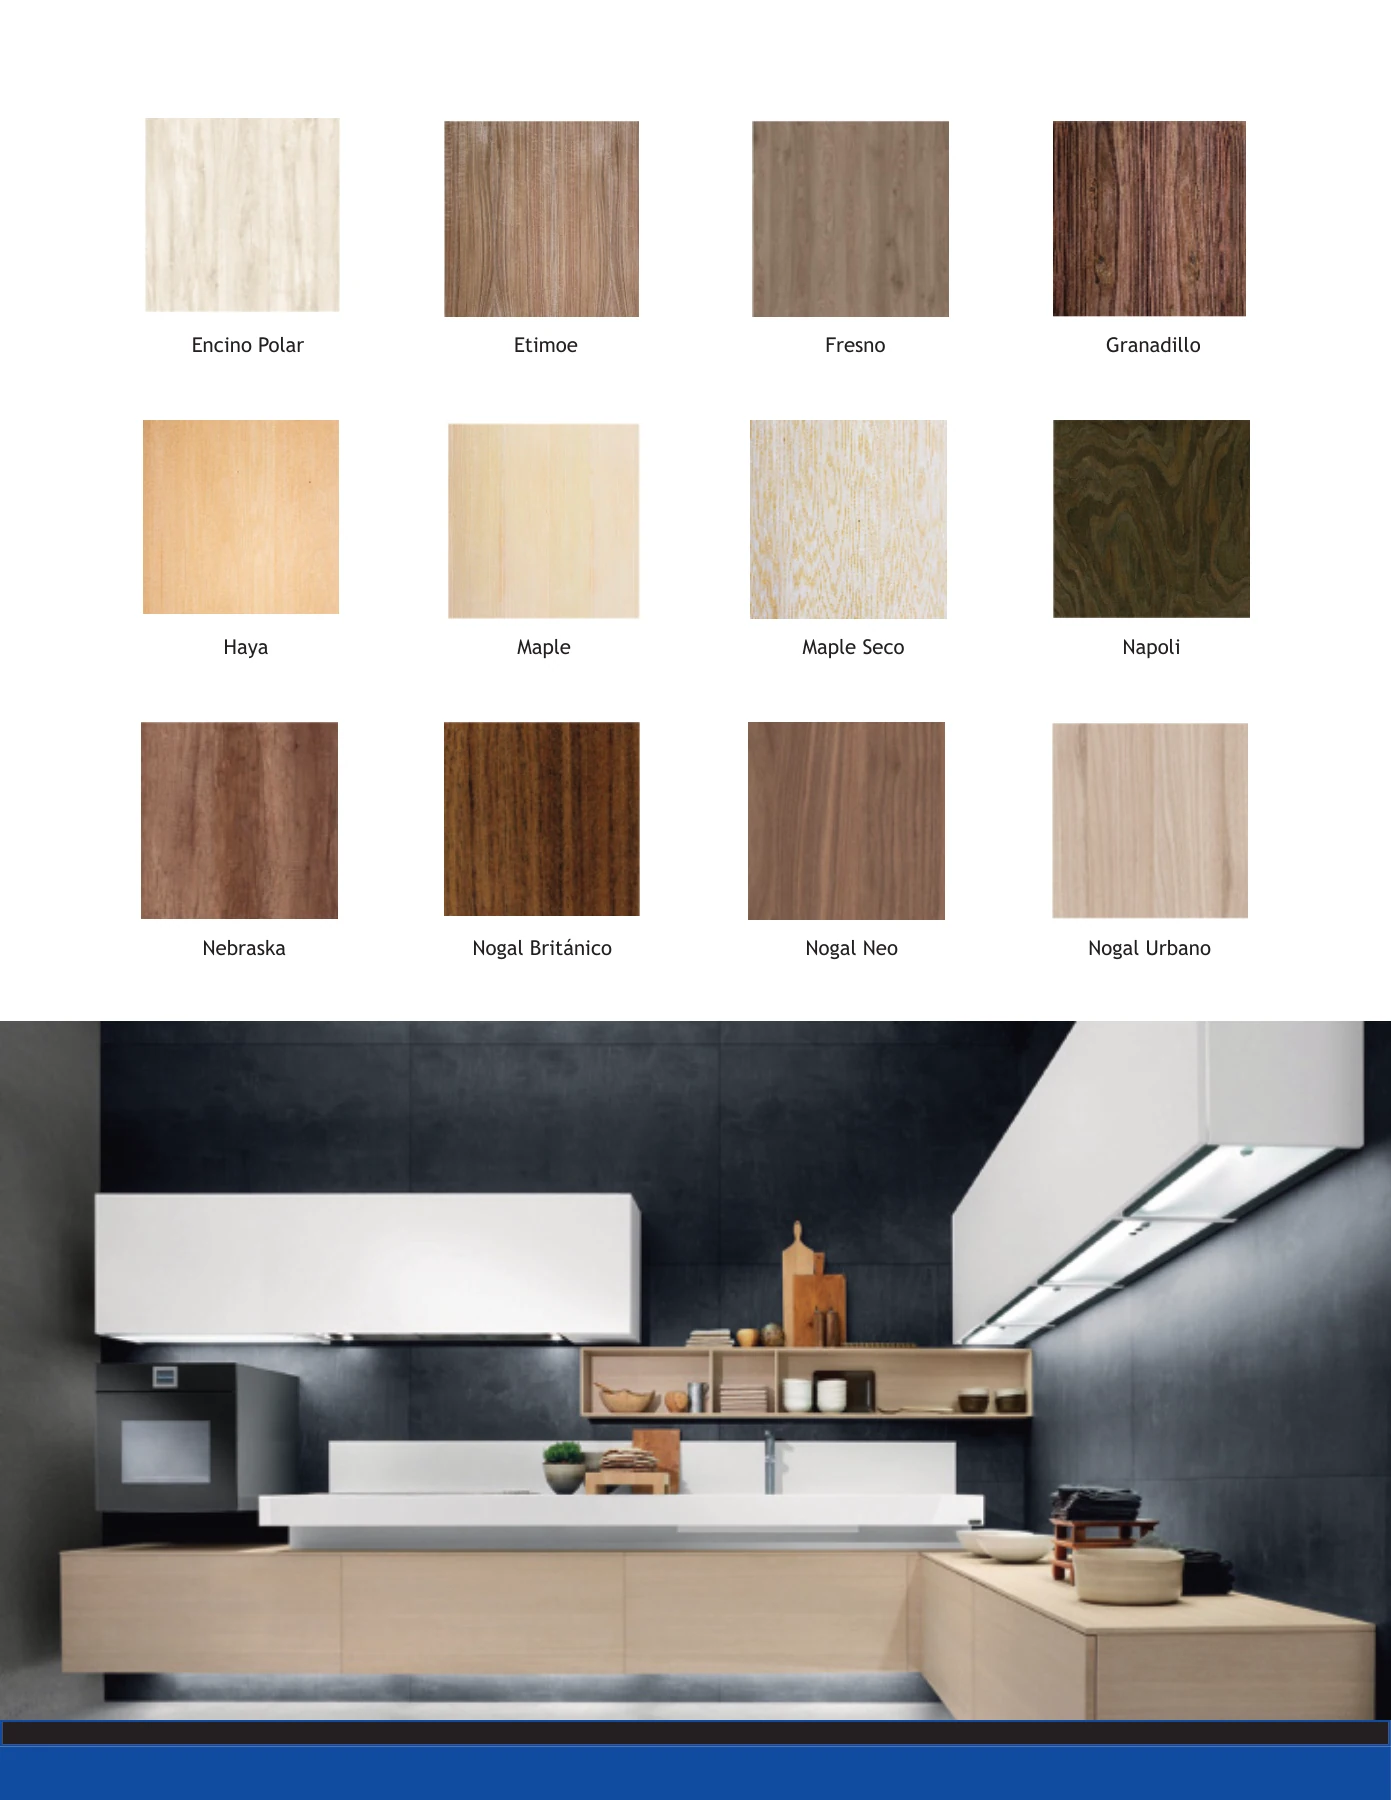 Encino Polar
Etimoe
Fresno
Granadillo
Haya
Maple
Maple Seco
Napoli
Nebraska
Nogal Británico
Nogal Neo
Nogal Urbano